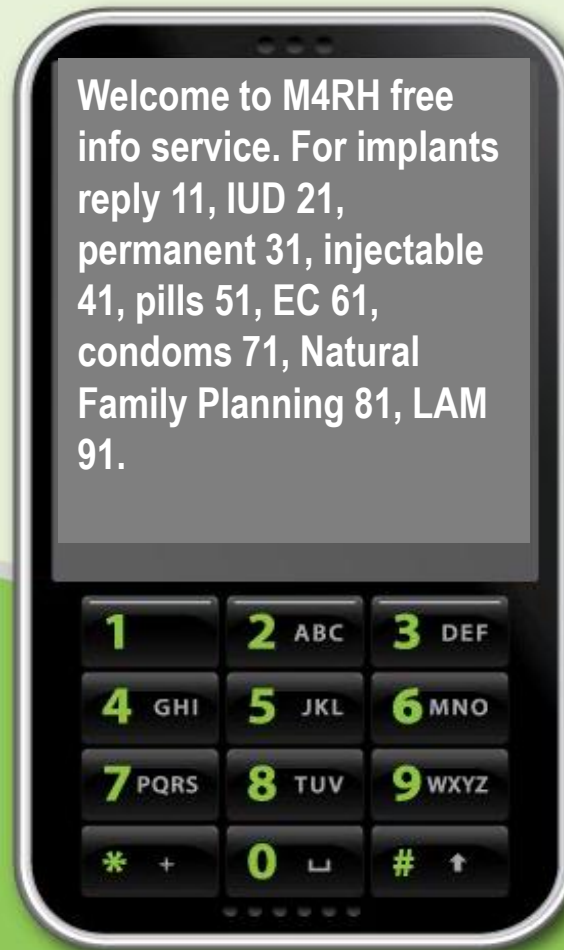 Welcome to M4RH free
info service. For implants
reply 11, IUD 21,
permanent 31, injectable
41, pills 51, EC 61,
condoms 71, Natural
Family Planning 81, LAM
91.
1 2 ABC 3 DEF
4 GHI 5 JKL 6 MNO
7 PQRS 8 TUV 9 WXYZ
* + 0 ␣ # ⬆